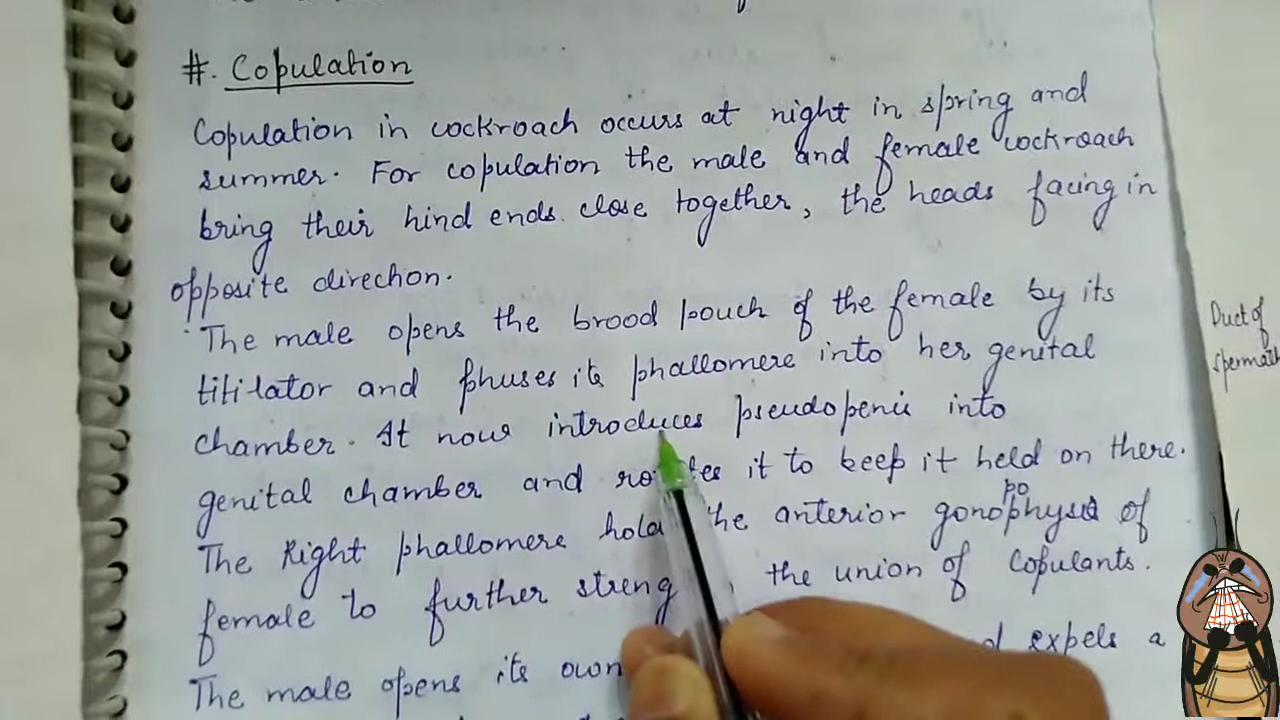 #. Copulation
Copulation in cockroach occurs at night in spring and
summer. For copulation the male and female cockroach
bring their hind ends close together, the heads facing in
opposite direction.
The male opens the brood pouch of the female by its
titilator and phuses its phallomere into her genital
chamber. It now introduces pseudopenis into
genital chamber and it to keep it held on there.
The Right phallomere the anterior gonopophyses of
female to further the union of Copulants.
The male opens its own expels a
Duct of